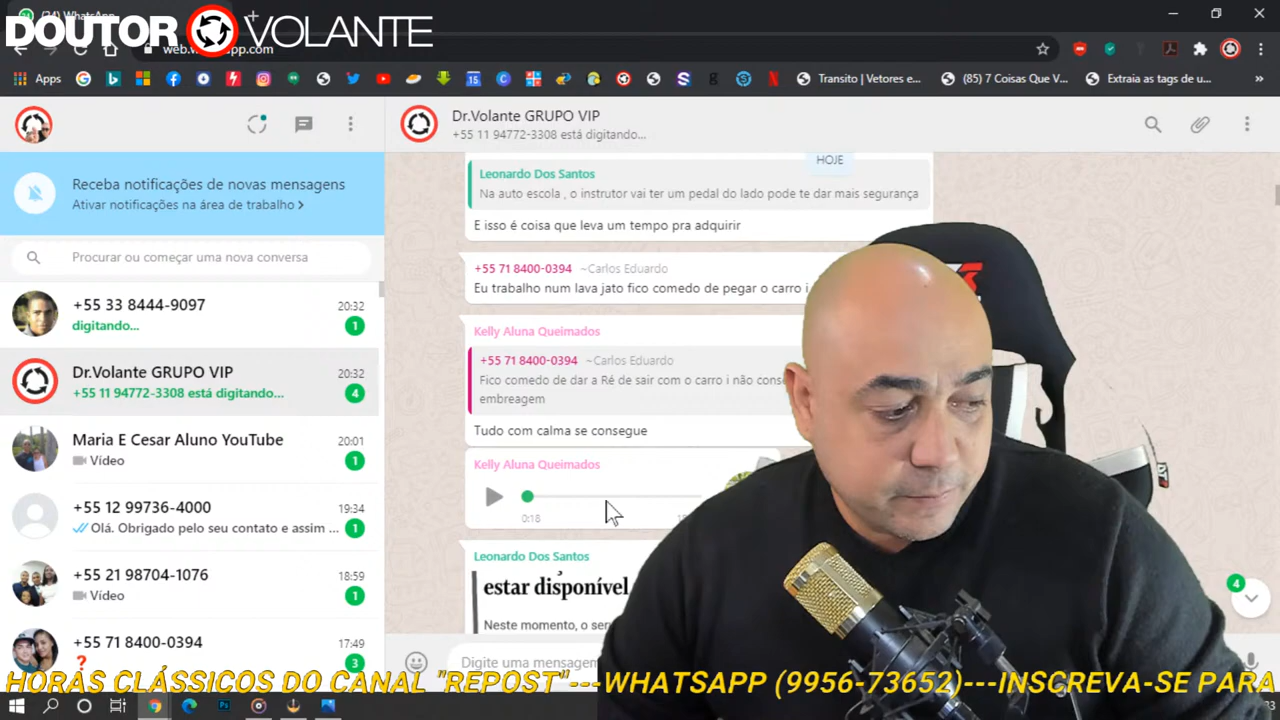 (24) WhatsApp
DOUTOR VOLANTE
web.w app.com
Apps
Transito | Vetores e...
(85) 7 Coisas Que V...
Extraia as tags de u...
Receba notificações de novas mensagens
Ativar notificações na área de trabalho
Procurar ou começar uma nova conversa
+55 33 8444-9097
20:32
digitando...
1
Dr.Volante GRUPO VIP
20:32
+55 11 94772-3308 está digitando...
4
Maria E Cesar Aluno YouTube
20:01
Vídeo
1
+55 12 99736-4000
19:34
Olá. Obrigado pelo seu contato e assim ...
1
+55 21 98704-1076
18:59
Vídeo
1
+55 71 8400-0394
17:49
3
Dr.Volante GRUPO VIP
+55 11 94772-3308 está digitando...
HOJE
Leonardo Dos Santos
Na auto escola , o instrutor vai ter um pedal do lado pode te dar mais segurança
E isso é coisa que leva um tempo pra adquirir
+55 71 8400-0394 ~Carlos Eduardo
Eu trabalho num lava jato fico comedo de pegar o carro i
Kelly Aluna Queimados
+55 71 8400-0394 ~Carlos Eduardo
Fico comedo de dar a Ré de sair com o carro i não
embreagem
Tudo com calma se consegue
Kelly Aluna Queimados
0:18
Leonardo Dos Santos
estar disponível
Neste momento, o
4
Digite uma mensagem
HORAS CLÁSSICOS DO CANAL "REPOST"---WHATSAPP (9956-73652)---INSCREVA-SE PARA